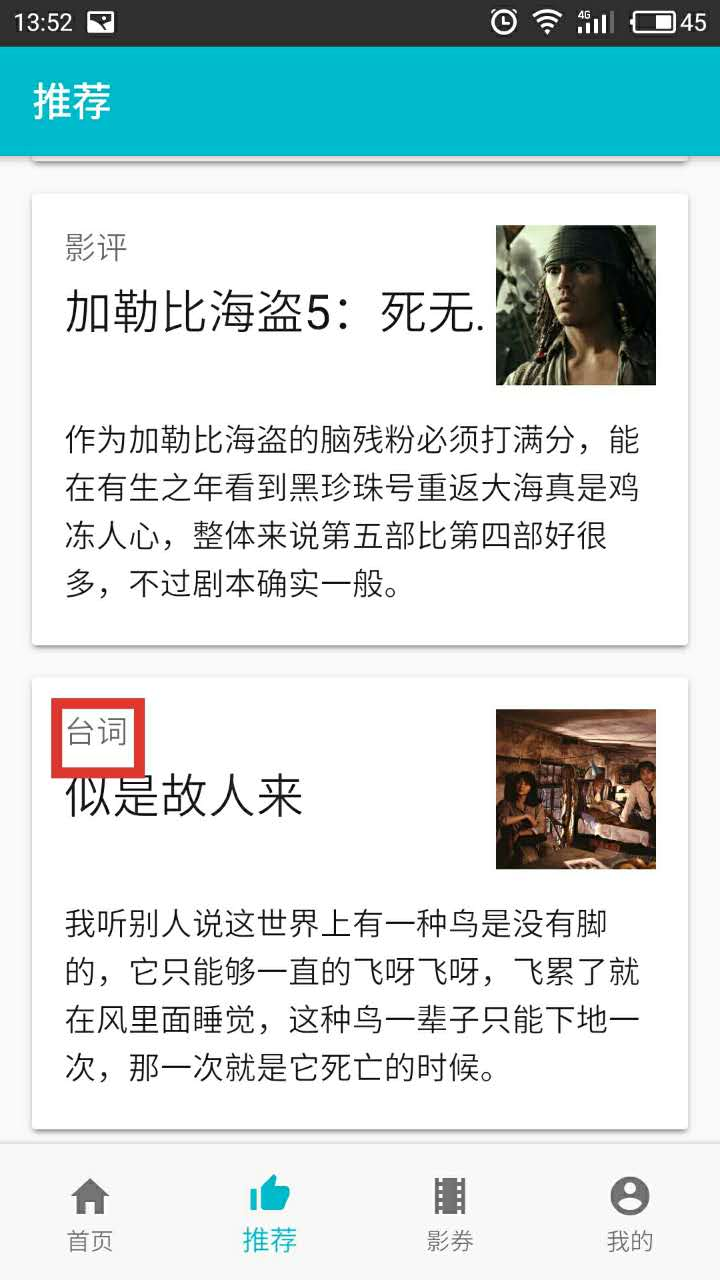 13:52
4G
45
推荐
影评
加勒比海盗5：死无.
作为加勒比海盗的脑残粉必须打满分，能
在有生之年看到黑珍珠号重返大海真是鸡
冻人心，整体来说第五部比第四部好很
多，不过剧本确实一般。
台词
似是故人来
我听别人说这世界上有一种鸟是没有脚
的，它只能够一直的飞呀飞呀，飞累了就
在风里面睡觉，这种鸟一辈子只能下地一
次，那一次就是它死亡的时候。
首页
推荐
影券
我的